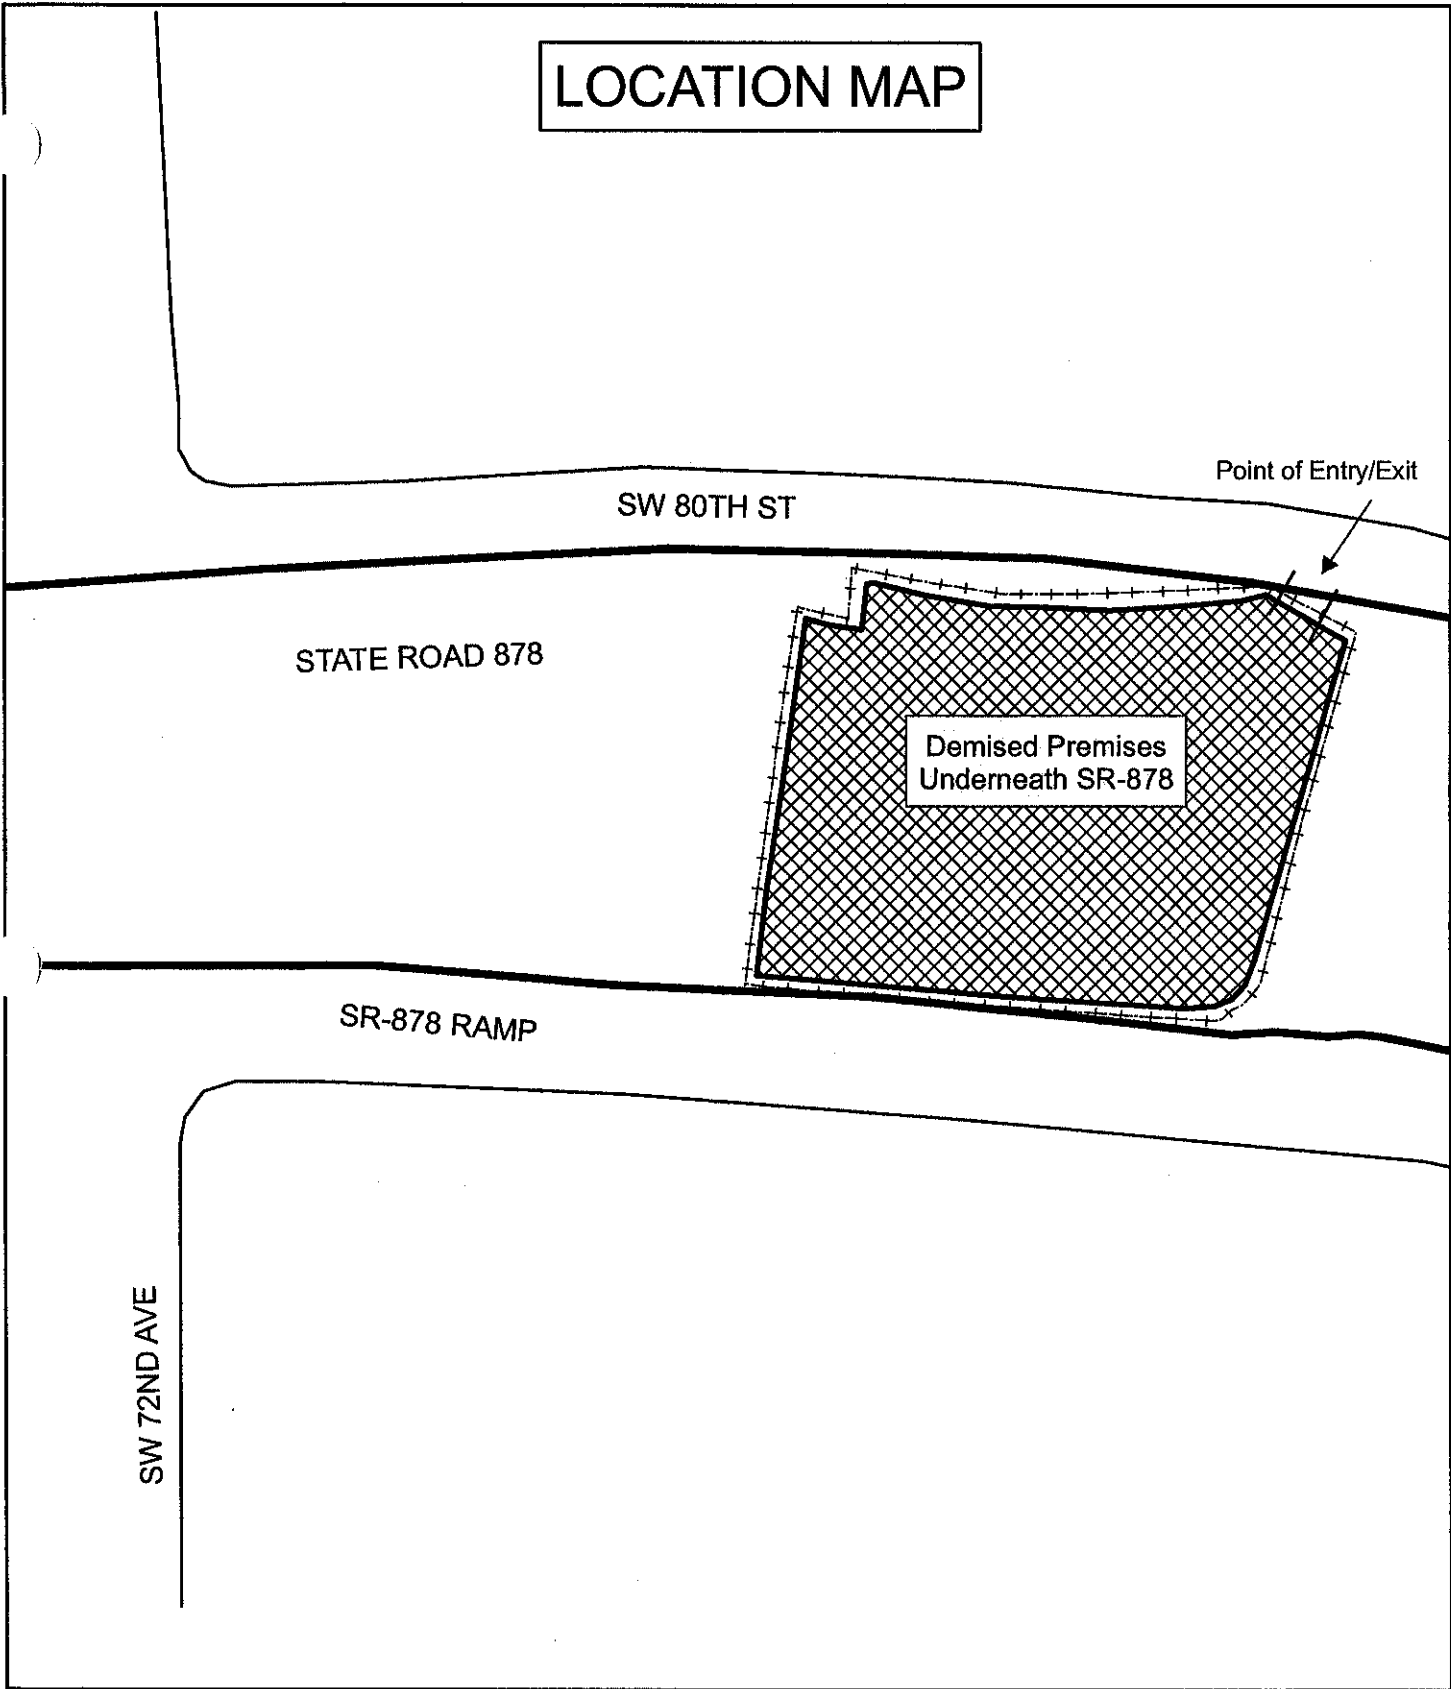 LOCATION MAP
Point of Entry/Exit
SW 80TH ST
STATE ROAD 878
Demised Premises
Underneath SR-878
SR-878 RAMP
SW 72ND AVE